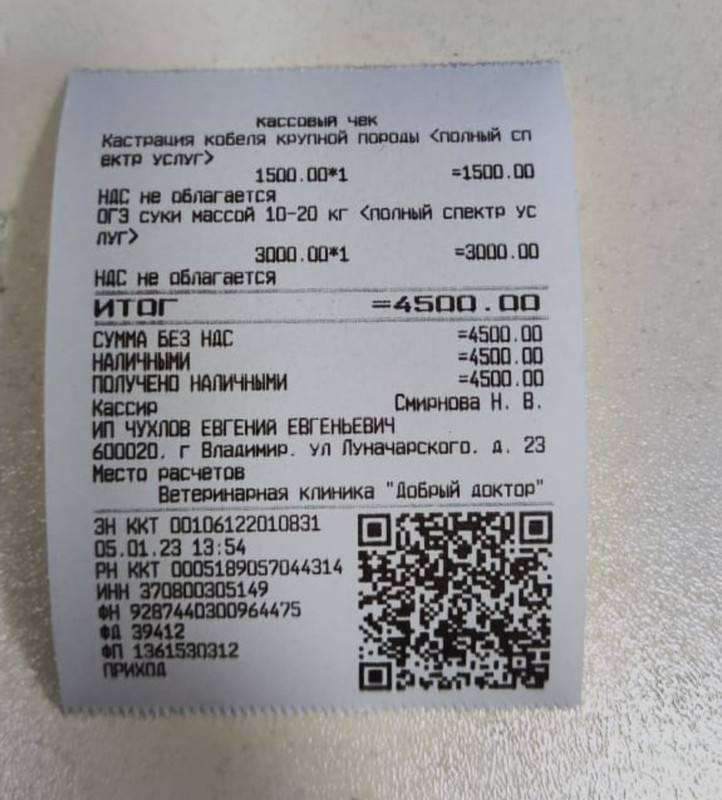 кассовый чек
Кастрация кобеля крупной породы <полный сп
ектр услуг>
1500.00*1 =1500.00
НДС не облагается
ОГЭ суки массой 10-20 кг <полный спектр ус
луг>
3000.00*1 =3000.00
НДС не облагается
ИТОГ =4500.00
СУММА БЕЗ НДС =4500.00
НАЛИЧНЫМИ =4500.00
ПОЛУЧЕНО НАЛИЧНЫМИ =4500.00
Кассир Смирнова Н. В.
ИП ЧУХЛОВ ЕВГЕНИЙ ЕВГЕНЬЕВИЧ
600020. г Владимир. ул Луначарского. д. 23
Место расчетов
Ветеринарная клиника "Добрый доктор"
ЗН ККТ 00106122010831
05.01.23 13:54
РН ККТ 0005189057044314
ИНН 370800305149
ФН 9287440300964475
ФД 39412
ФП 1361530312
ПРИХОД